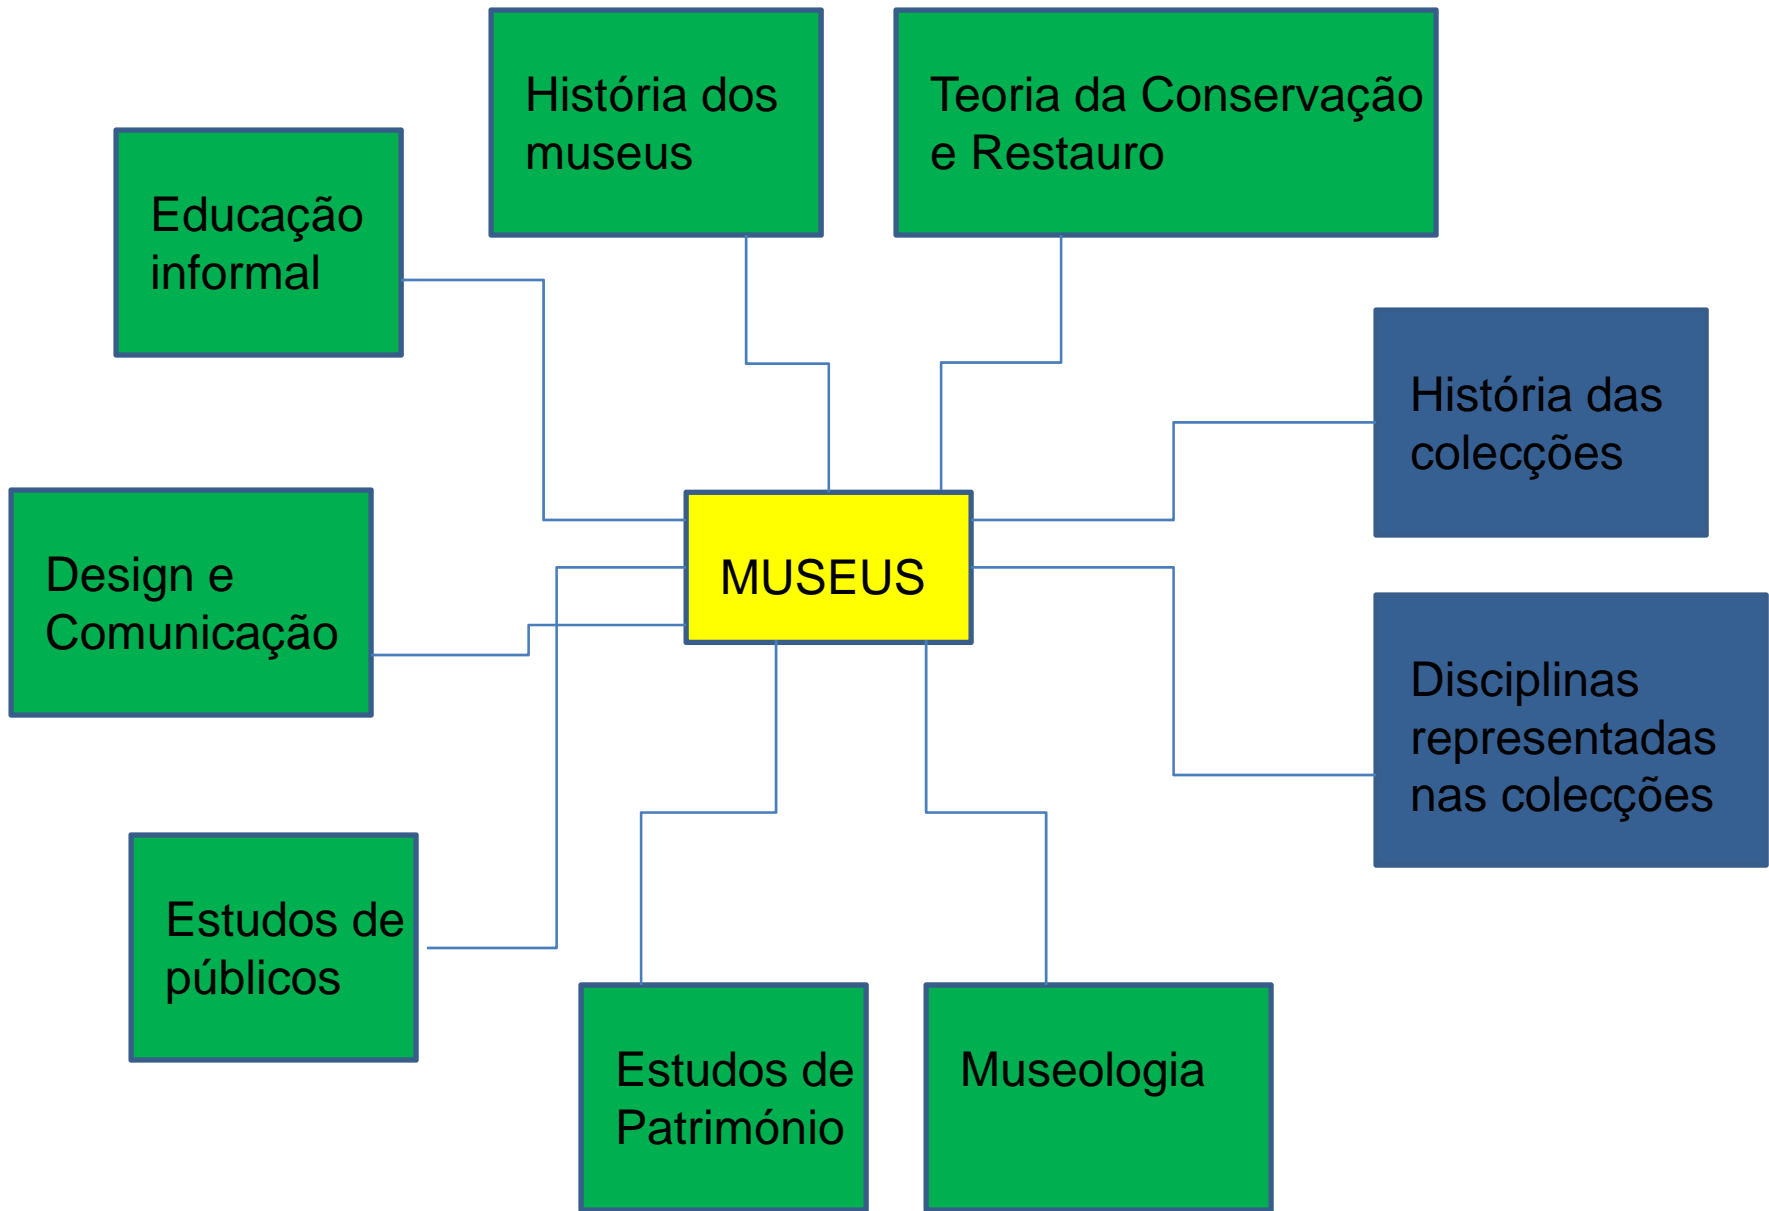 História dos
museus
Teoria da Conservação
e Restauro
Educação
informal
História das
colecções
MUSEUS
Design e
Comunicação
Disciplinas
representadas
nas colecções
Estudos de
públicos
Estudos de
Património
Museologia